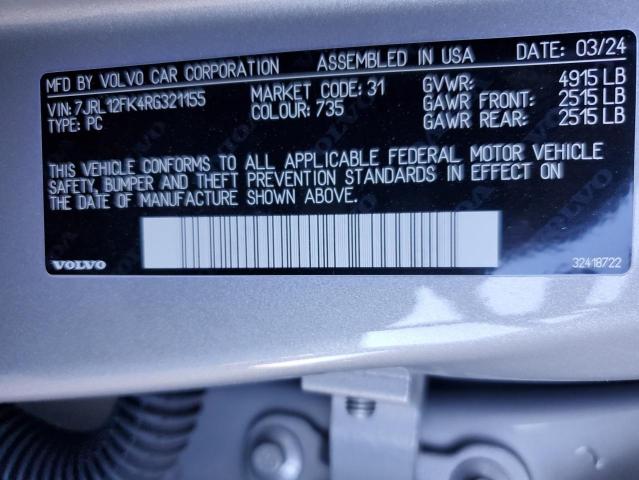 MFD BY VOLVO CAR CORPORATION ASSEMBLED IN USA DATE: 03/24
VIN: 7JRL12FK4RG321155 MARKET CODE: 31 GVWR: 4915 LB
TYPE: PC COLOUR: 735 GAWR FRONT: 2515 LB
GAWR REAR: 2515 LB
THIS VEHICLE CONFORMS TO ALL APPLICABLE FEDERAL MOTOR VEHICLE
SAFETY, BUMPER AND THEFT PREVENTION STANDARDS IN EFFECT ON
THE DATE OF MANUFACTURE SHOWN ABOVE.
VOLVO 32418722